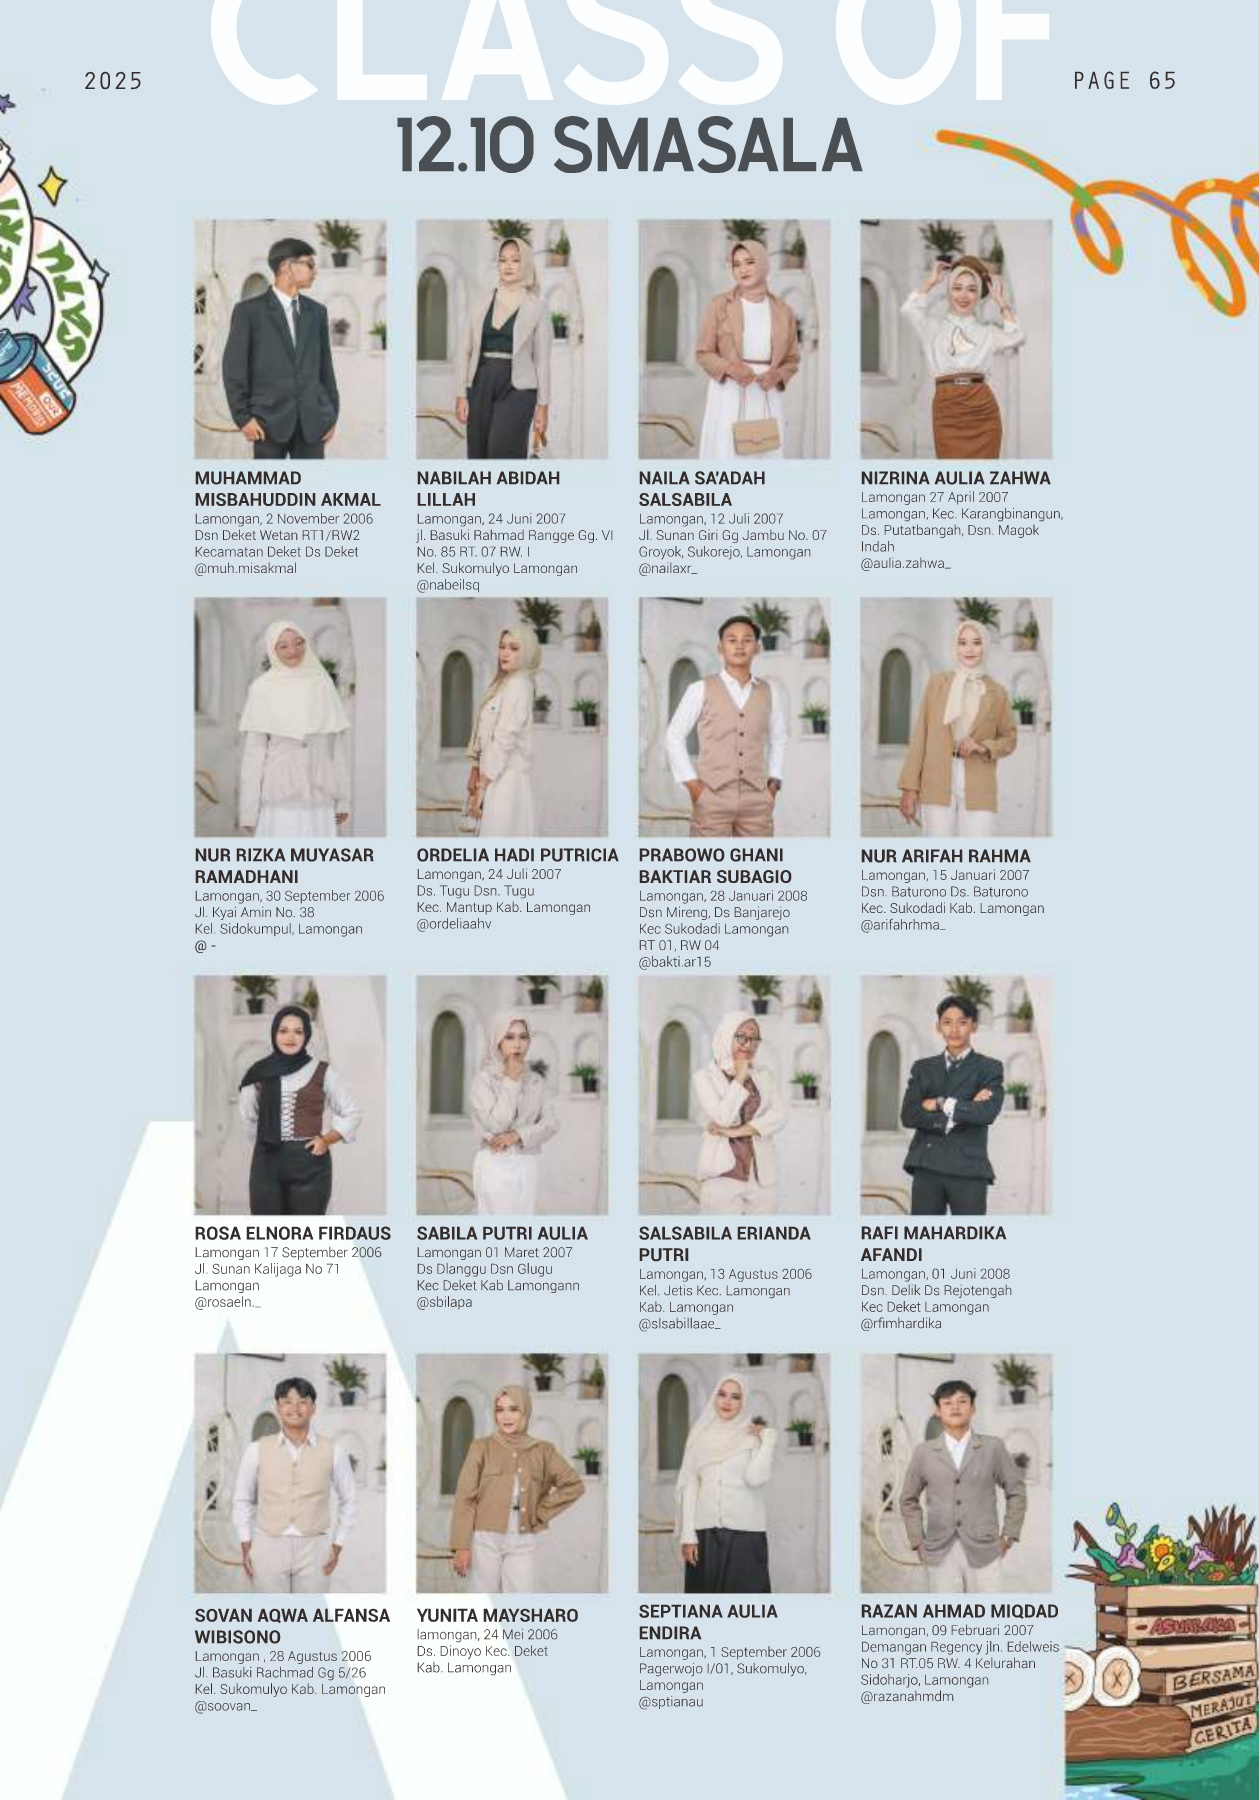 CLASS OF
2025
PAGE 65
12.10 SMASALA
MUHAMMAD
MISBAHUDDIN AKMAL
Lamongan, 2 November 2006
Dsn Deket Wetan RT1/RW2
Kecamatan Deket Ds Deket
@muh.misakmal
NABILAH ABIDAH
LILLAH
Lamongan, 24 Juni 2007
jl. Basuki Rahmad Rangge Gg. VI
No. 85 RT. 07 RW. I
Kel. Sukomulyo Lamongan
@nabeilsq
NAILA SA'ADAH
SALSABILA
Lamongan, 12 Juli 2007
Jl. Sunan Giri Gg Jambu No. 07
Groyok, Sukorejo, Lamongan
@nailaxr_
NIZRINA AULIA ZAHWA
Lamongan 27 April 2007
Lamongan, Kec. Karangbinangun,
Ds. Putatbangah, Dsn. Magok
Indah
@aulia.zahwa_
NUR RIZKA MUYASAR
RAMADHANI
Lamongan, 30 September 2006
Jl. Kyai Amin No. 38
Kel. Sidokumpul, Lamongan
@ -
ORDELIA HADI PUTRICIA
Lamongan, 24 Juli 2007
Ds. Tugu Dsn. Tugu
Kec. Mantup Kab. Lamongan
@ordeliaahv
PRABOWO GHANI
BAKTIAR SUBAGIO
Lamongan, 28 Januari 2008
Dsn Mireng, Ds Banjarejo
Kec Sukodadi Lamongan
RT 01, RW 04
@bakti.ar15
NUR ARIFAH RAHMA
Lamongan, 15 Januari 2007
Dsn. Baturono Ds. Baturono
Kec. Sukodadi Kab. Lamongan
@arifahrhma_
ROSA ELNORA FIRDAUS
Lamongan 17 September 2006
Jl. Sunan Kalijaga No 71
Lamongan
@rosaeln._
SABILA PUTRI AULIA
Lamongan 01 Maret 2007
Ds Dlanggu Dsn Glugu
Kec Deket Kab Lamongann
@sbilapa
SALSABILA ERIANDA
PUTRI
Lamongan, 13 Agustus 2006
Kel. Jetis Kec. Lamongan
Kab. Lamongan
@slsabillaae_
RAFI MAHARDIKA
AFANDI
Lamongan, 01 Juni 2008
Dsn. Delik Ds Rejotengah
Kec Deket Lamongan
@rfimhardika
SOVAN AQWA ALFANSA
WIBISONO
Lamongan , 28 Agustus 2006
Jl. Basuki Rachmad Gg 5/26
Kel. Sukomulyo Kab. Lamongan
@soovan_
YUNITA MAYSHARO
lamongan, 24 Mei 2006
Ds. Dinoyo Kec. Deket
Kab. Lamongan
SEPTIANA AULIA
ENDIRA
Lamongan, 1 September 2006
Pagerwojo I/01, Sukomulyo,
Lamongan
@sptianau
RAZAN AHMAD MIQDAD
Lamongan, 09 Februari 2007
Demangan Regency jln. Edelweis
No 31 RT.05 RW. 4 Kelurahan
Sidoharjo, Lamongan
@razanahmdm
BERSAMA
MERAJUT
CERITA